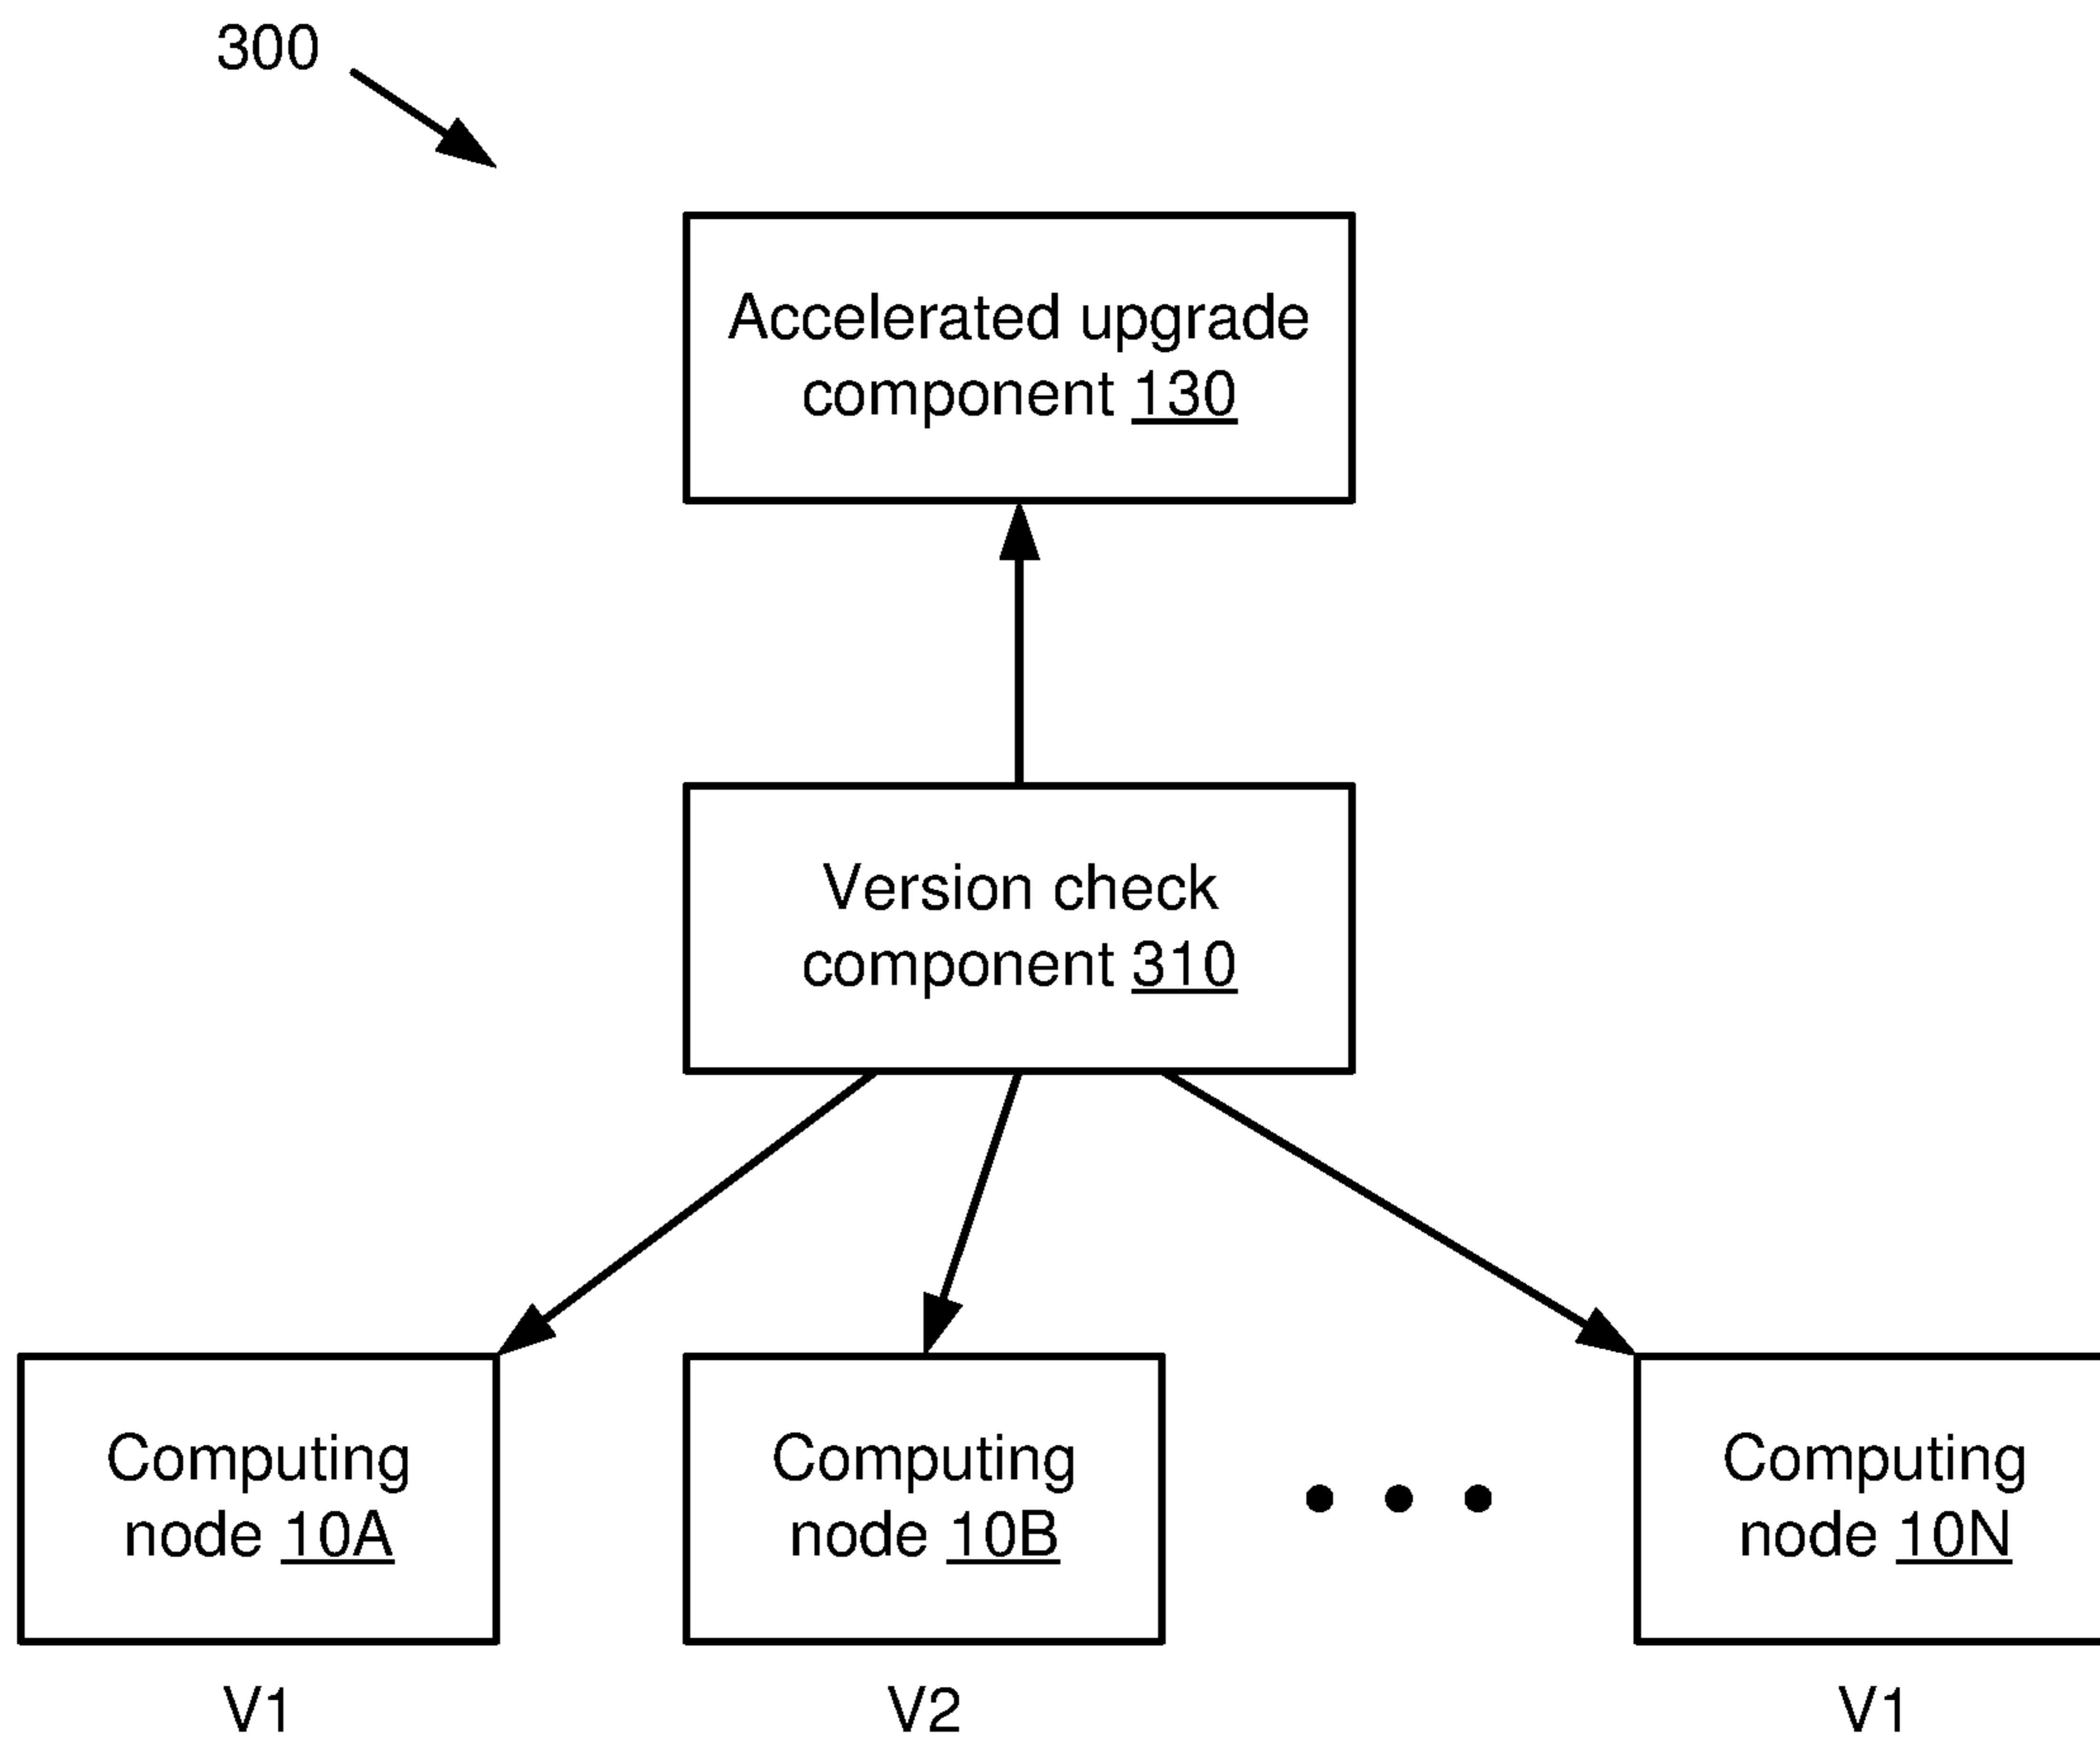 300
Accelerated upgrade
component 130
Version check
component 310
Computing
node 10A
Computing
node 10B
Computing
node 10N
V1
V2
V1